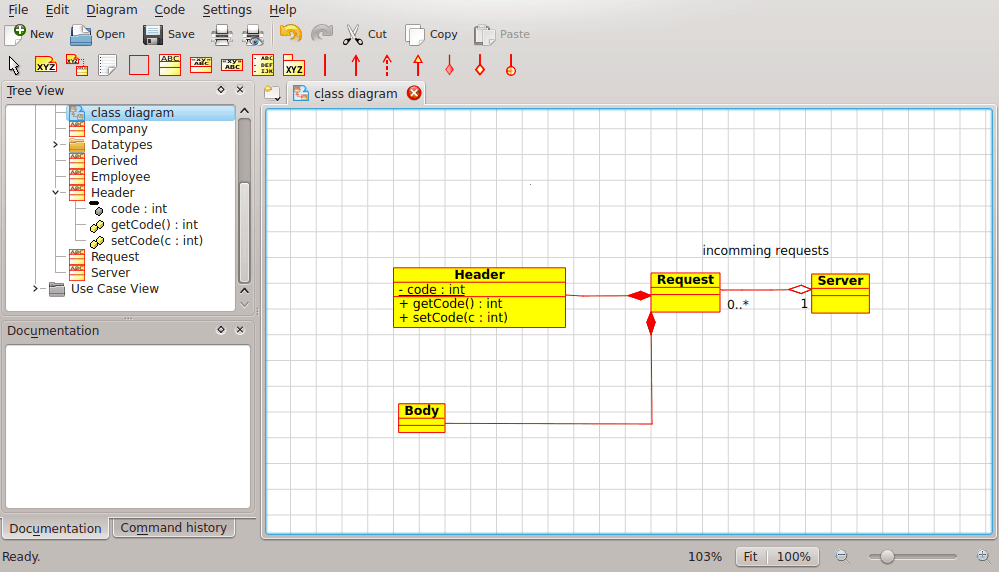 File Edit Diagram Code Settings Help
New Open Save Cut Copy Paste
XYZ XYZ ABC =xy= ABC =xy= ABC ABC DEF IJK XYZ
Tree View
class diagram
class diagram
Company
Datatypes
Derived
Employee
Header
code : int
getCode() : int
setCode(c : int)
Request
Server
Use Case View
Documentation
Documentation Command history
incomming requests
Header
- code : int
+ getCode() : int
+ setCode(c : int)
Request
0..*
Server
1
Body
Ready.
103% Fit 100%